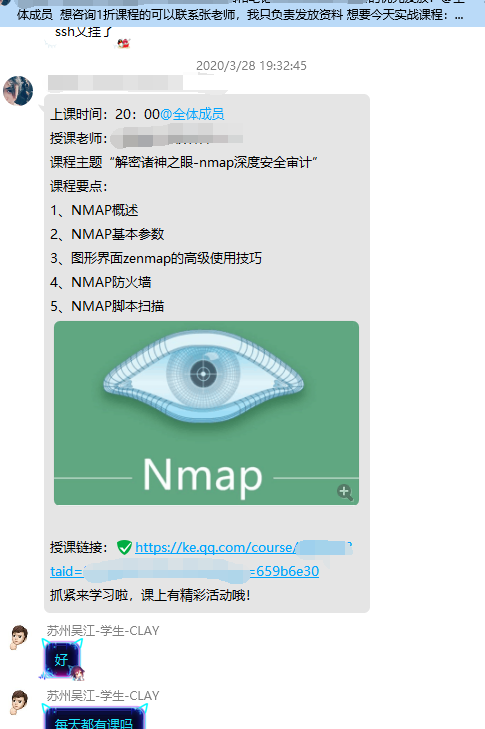 体成员 想咨询1折课程的可以联系张老师，我只负责发放资料 想要今天实战课程：...
ssh又挂了
2020/3/28 19:32:45
上课时间：20：00@全体成员
授课老师：
课程主题“解密诸神之眼-nmap深度安全审计”
课程要点：
1、NMAP概述
2、NMAP基本参数
3、图形界面zenmap的高级使用技巧
4、NMAP防火墙
5、NMAP脚本扫描
Nmap
授课链接： https://ke.qq.com/course/
taid= =659b6e30
抓紧来学习啦，课上有精彩活动哦！
苏州吴江-学生-CLAY
好
苏州吴江-学生-CLAY
每天都有课吗